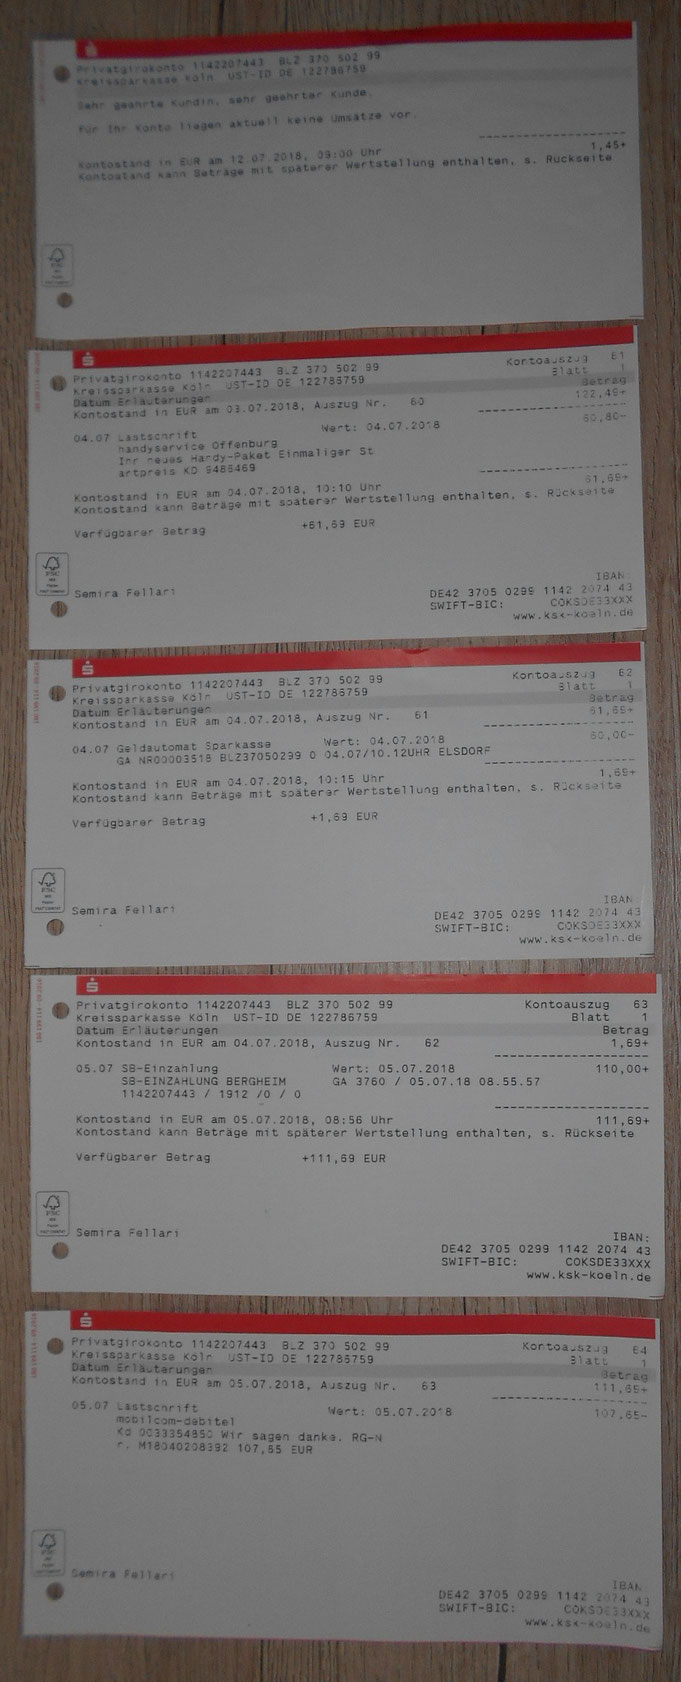 Privatgirokonto 1142207443 BLZ 370 502 99
Kreissparkasse Köln UST-ID DE 122786759
Sehr geehrte Kundin, sehr geehrter Kunde,
für Ihr Konto liegen aktuell keine Umsätze vor.
Kontostand in EUR am 12.07.2018, 09:00 Uhr 1,45+
Kontostand kann Beträge mit späterer Wertstellung enthalten, s. Rückseite
Privatgirokonto 1142207443 BLZ 370 502 99 Kontoauszug 61
Kreissparkasse Köln UST-ID DE 122786759 Blatt 1
Datum Erläuterungen Betrag
Kontostand in EUR am 03.07.2018, Auszug Nr. 60 122,49+
04.07 Lastschrift Wert: 04.07.2018 60,80-
handyservice Offenburg
Ihr neues Handy-Paket Einmaliger St
artpreis KD 9486469
Kontostand in EUR am 04.07.2018, 10:10 Uhr 61,69+
Kontostand kann Beträge mit späterer Wertstellung enthalten, s. Rückseite
Verfügbarer Betrag +61,69 EUR
Semira Fellari
IBAN:
DE42 3705 0299 1142 2074 43
SWIFT-BIC: COKSDE33XXX
www.ksk-koeln.de
Privatgirokonto 1142207443 BLZ 370 502 99 Kontoauszug 62
Kreissparkasse Köln UST-ID DE 122786759 Blatt 1
Datum Erläuterungen Betrag
Kontostand in EUR am 04.07.2018, Auszug Nr. 61 61,69+
04.07 Geldautomat Sparkasse Wert: 04.07.2018 60,00-
GA NR00003518 BLZ37050299 0 04.07/10.12UHR ELSDORF
Kontostand in EUR am 04.07.2018, 10:15 Uhr 1,69+
Kontostand kann Beträge mit späterer Wertstellung enthalten, s. Rückseite
Verfügbarer Betrag +1,69 EUR
Semira Fellari
IBAN
DE42 3705 0299 1142 2074 43
SWIFT-BIC: COKSDE33XXX
www.ksk-koeln.de
Privatgirokonto 1142207443 BLZ 370 502 99 Kontoauszug 63
Kreissparkasse Köln UST-ID DE 122786759 Blatt 1
Datum Erläuterungen Betrag
Kontostand in EUR am 04.07.2018, Auszug Nr. 62 1,69+
05.07 SB-Einzahlung Wert: 05.07.2018 110,00+
SB-EINZAHLUNG BERGHEIM GA 3760 / 05.07.18 08.55.57
1142207443 / 1912 /0 / 0
Kontostand in EUR am 05.07.2018, 08:56 Uhr 111,69+
Kontostand kann Beträge mit späterer Wertstellung enthalten, s. Rückseite
Verfügbarer Betrag +111,69 EUR
Semira Fellari
IBAN:
DE42 3705 0299 1142 2074 43
SWIFT-BIC: COKSDE33XXX
www.ksk-koeln.de
Privatgirokonto 1142207443 BLZ 370 502 99 Kontoauszug 64
Kreissparkasse Köln UST-ID DE 122786759 Blatt 1
Datum Erläuterungen Betrag
Kontostand in EUR am 05.07.2018, Auszug Nr. 63 111,69+
05.07 Lastschrift Wert: 05.07.2018 107,65-
mobilcom-debitel
Kd 0033354850 Wir sagen danke. RG-N
r. M18040208392 107,65 EUR
Semira Fellari
IBAN
DE42 3705 0299 1142 2074 43
SWIFT-BIC: COKSDE33XXX
www.ksk-koeln.de